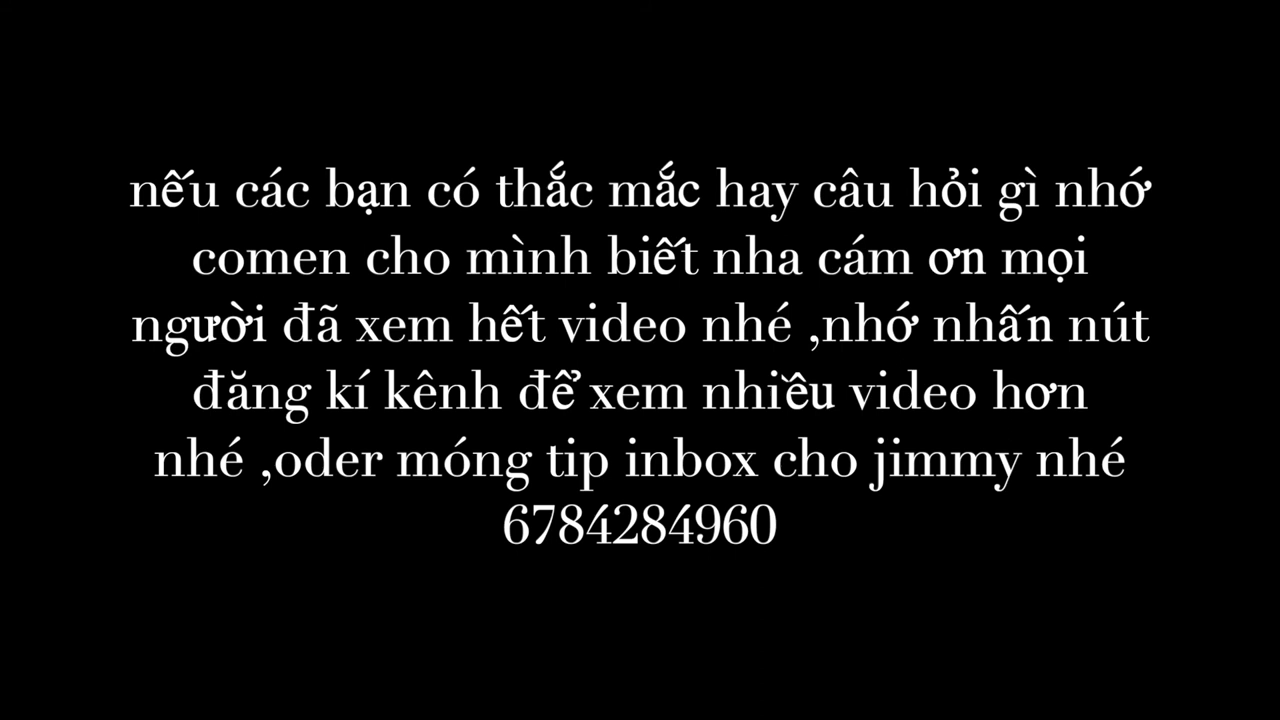 nếu các bạn có thắc mắc hay câu hỏi gì nhớ
comen cho mình biết nha cám ơn mọi
người đã xem hết video nhé ,nhớ nhấn nút
đăng kí kênh để xem nhiều video hơn
nhé ,oder móng tip inbox cho jimmy nhé
6784284960